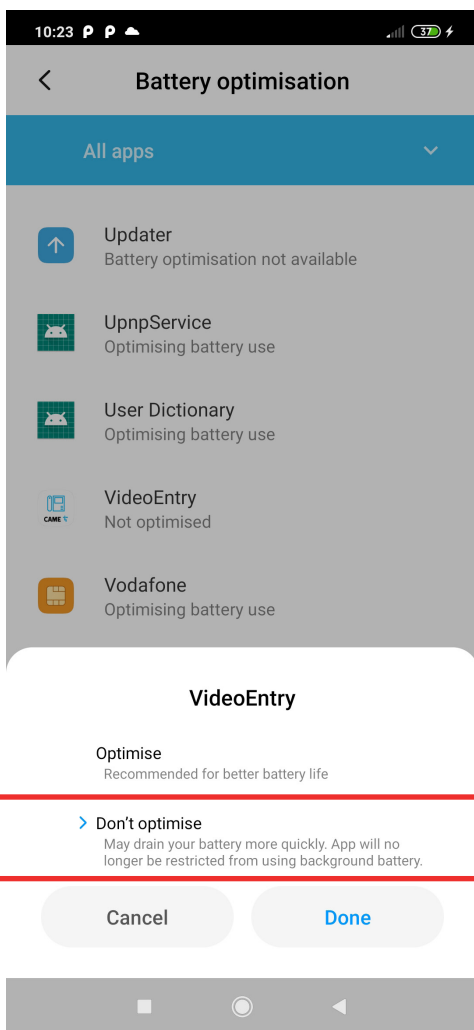 10:23
37
Battery optimisation
All apps
Updater
Battery optimisation not available
UpnpService
Optimising battery use
User Dictionary
Optimising battery use
CAME
VideoEntry
Not optimised
Vodafone
Optimising battery use
VideoEntry
Optimise
Recommended for better battery life
Don't optimise
May drain your battery more quickly. App will no
longer be restricted from using background battery.
Cancel
Done